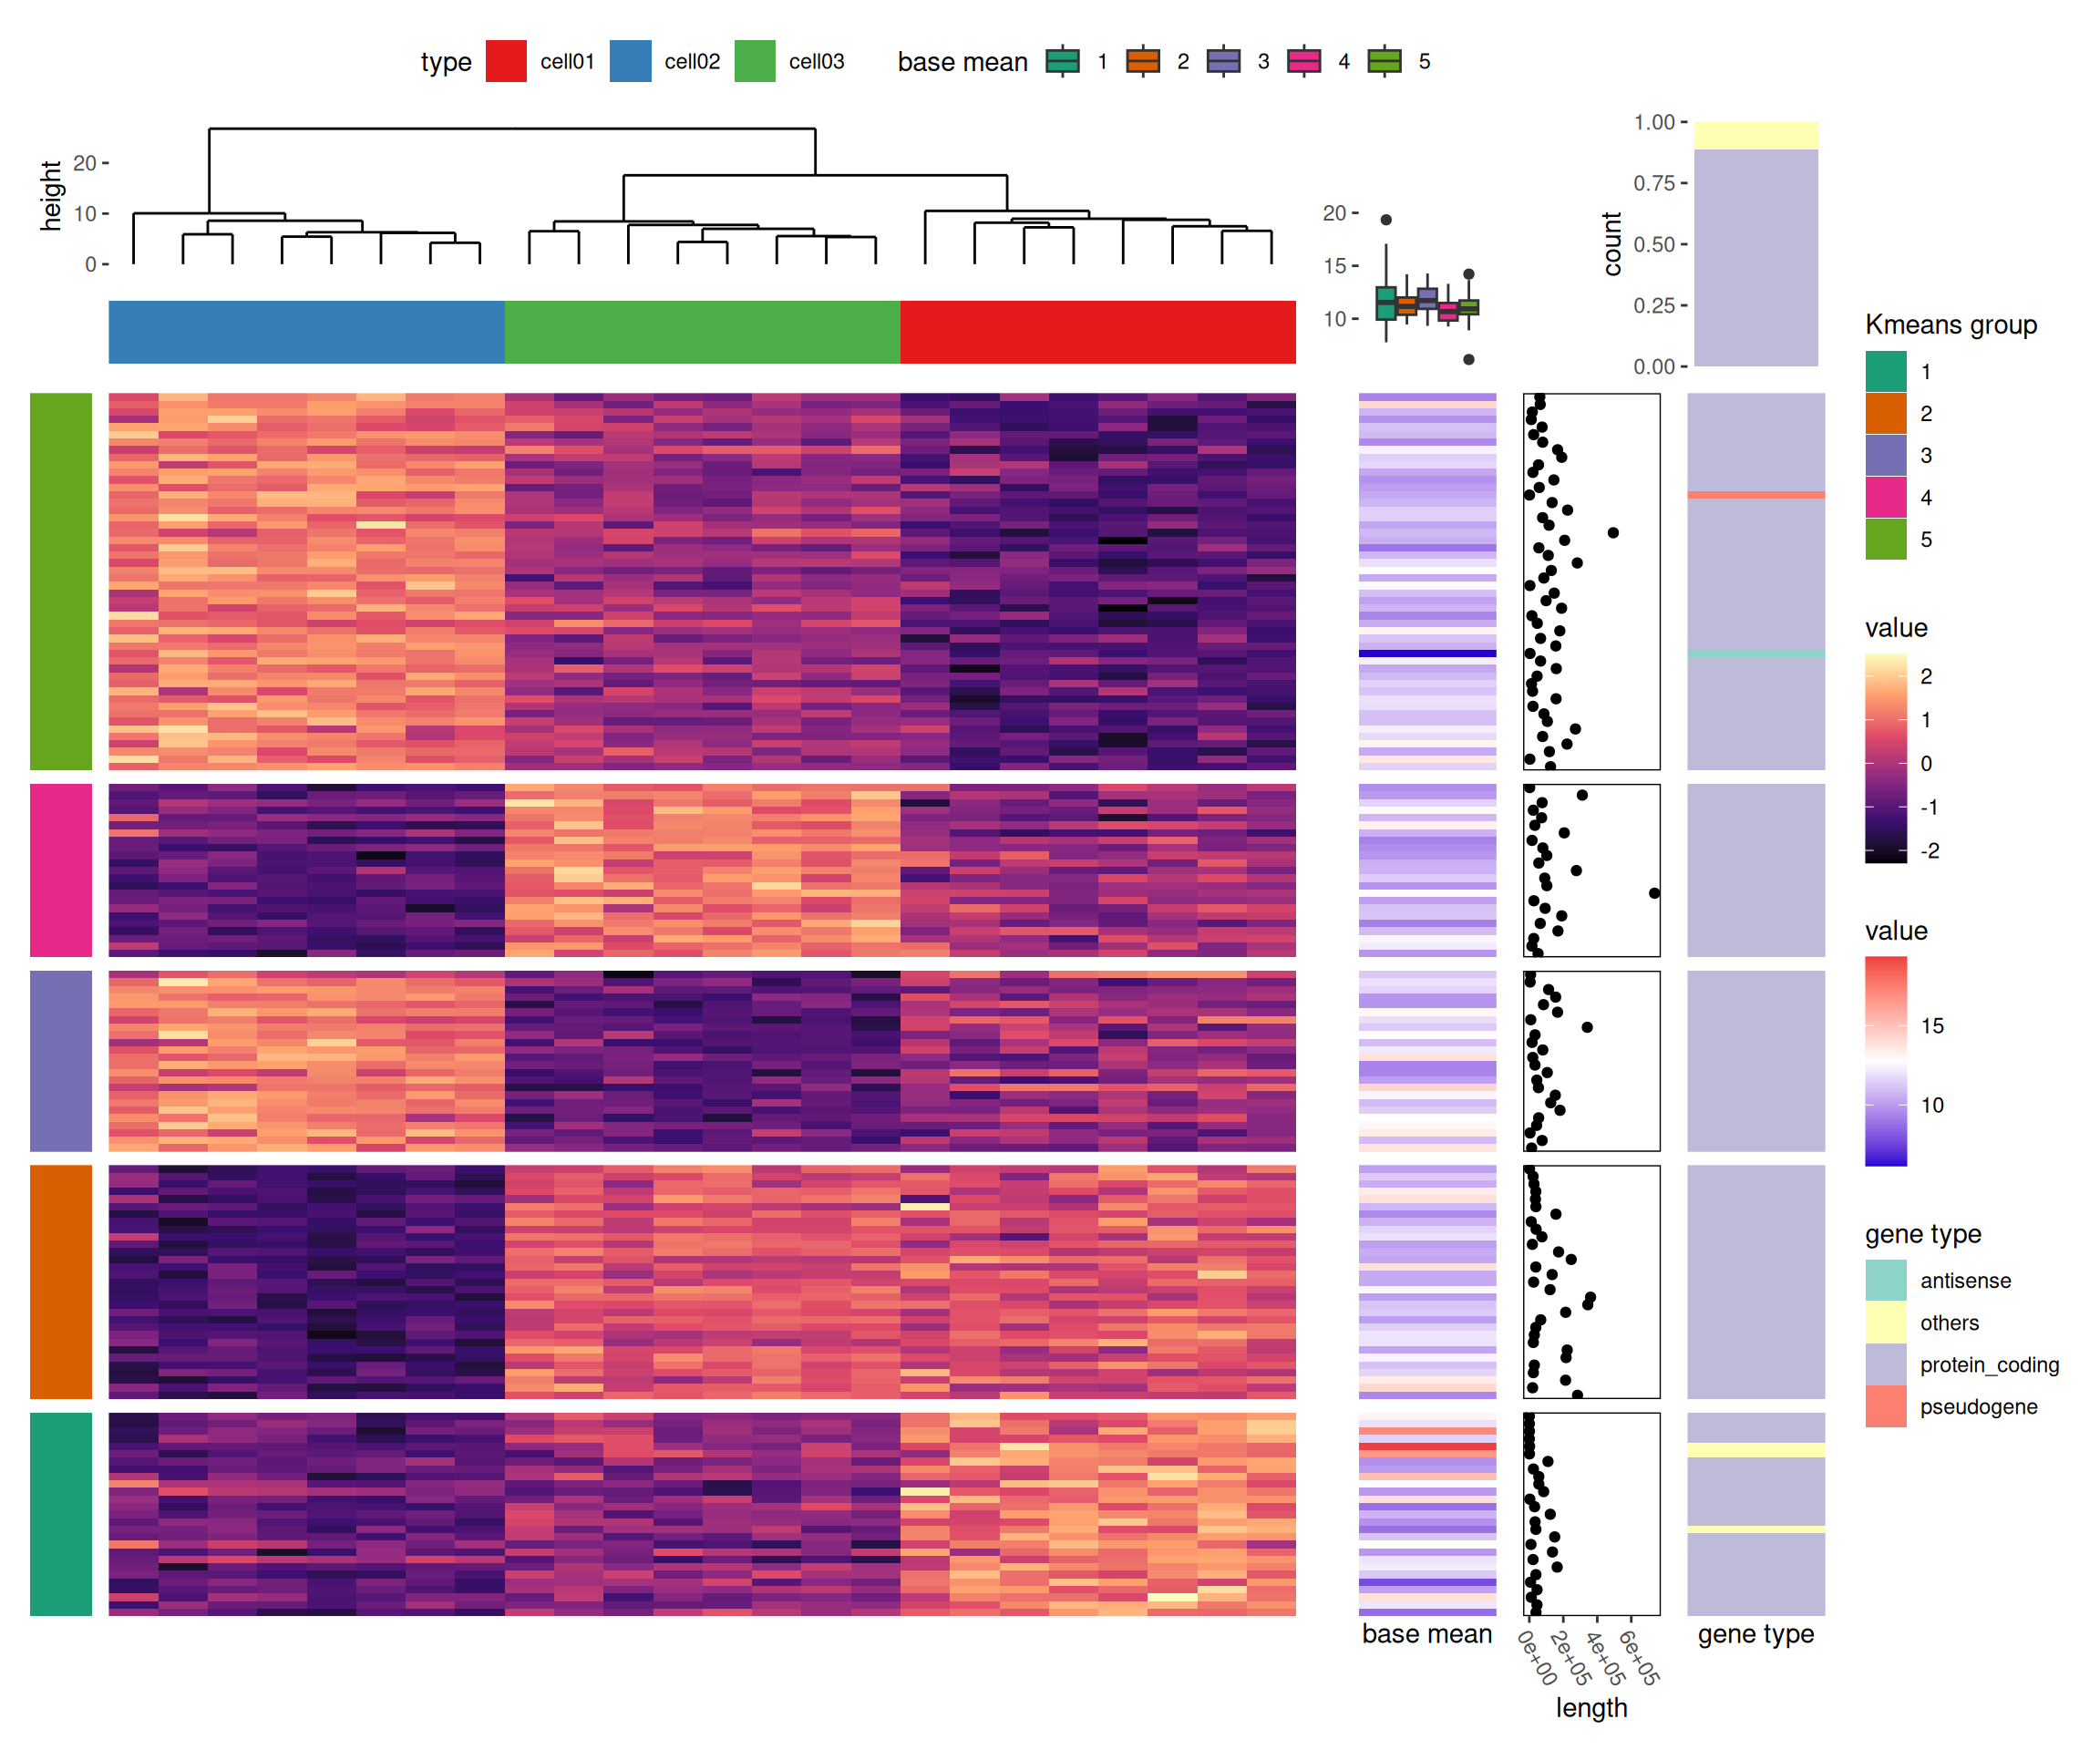 type cell01 cell02 cell03 base mean 1 2 3 4 5
height
20
10
0
20
15
10
count
1.00
0.75
0.50
0.25
0.00
Kmeans group
1
2
3
4
5
value
2
1
0
-1
-2
value
15
10
gene type
antisense
others
protein_coding
pseudogene
base mean
0e+00 2e+05 4e+05 6e+05
length
gene type